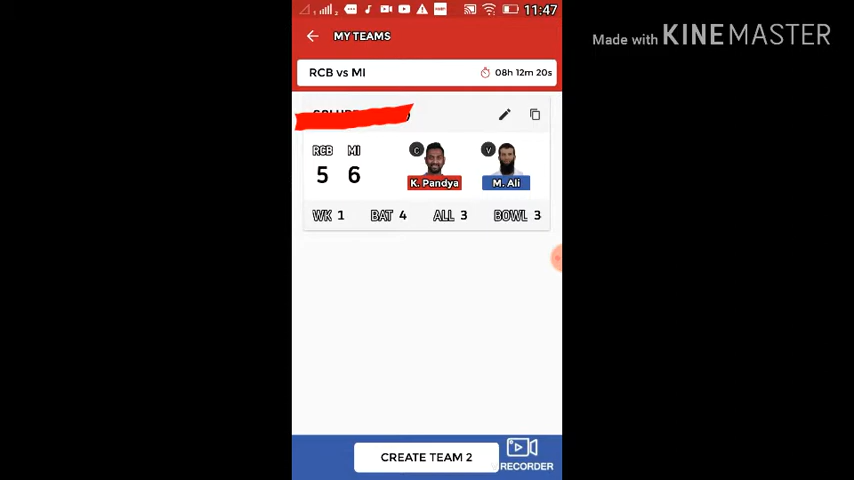 11:47
MY TEAMS
Made with KINEMASTER
RCB vs MI
08h 12m 20s
RCB MI
5 6
C
V
K. Pandya
M. Ali
WK 1 BAT 4 ALL 3 BOWL 3
CREATE TEAM 2
RECORDER